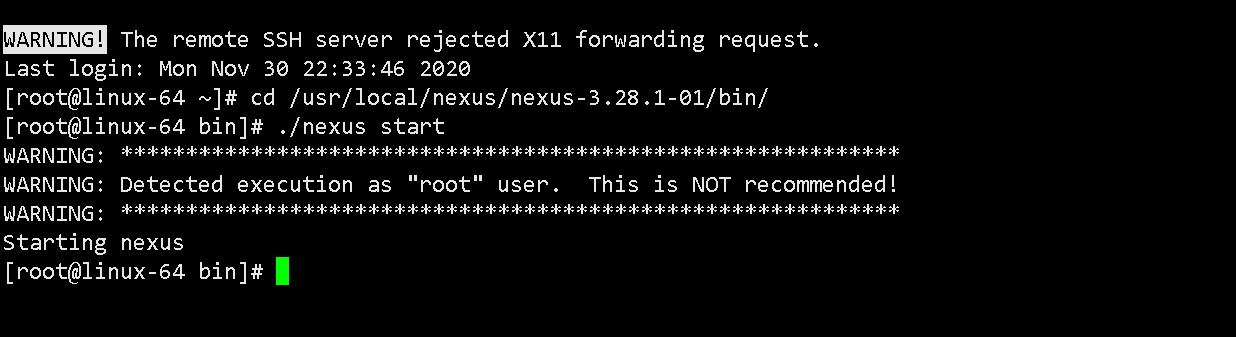 WARNING! The remote SSH server rejected X11 forwarding request.
Last login: Mon Nov 30 22:33:46 2020
[root@linux-64 ~]# cd /usr/local/nexus/nexus-3.28.1-01/bin/
[root@linux-64 bin]# ./nexus start
WARNING: ************************************************************
WARNING: Detected execution as "root" user.  This is NOT recommended!
WARNING: ************************************************************
Starting nexus
[root@linux-64 bin]#